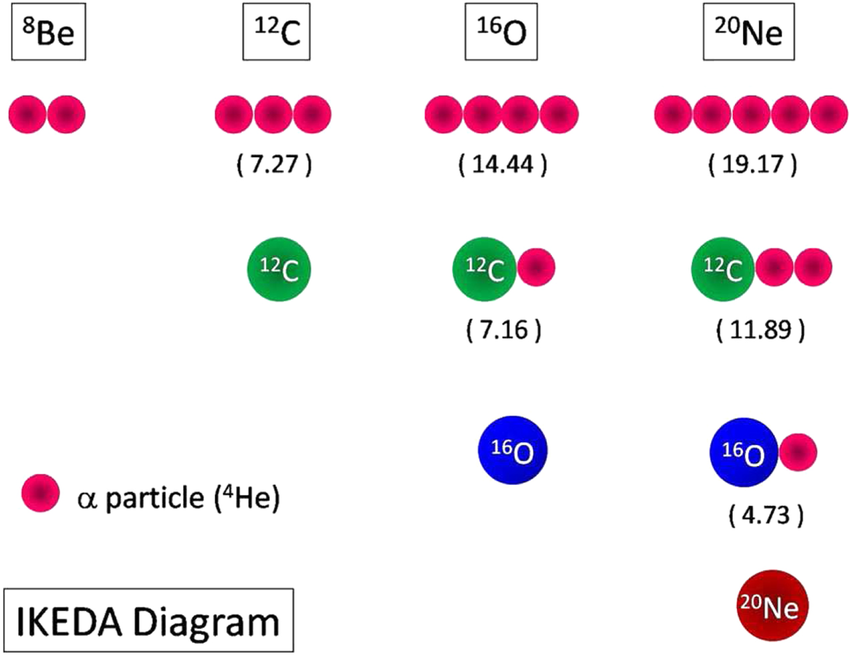 ⁸Be ¹²C ¹⁶O ²⁰Ne
( 7.27 ) ( 14.44 ) ( 19.17 )
¹²C ¹²C ¹²C
( 7.16 ) ( 11.89 )
¹⁶O ¹⁶O
α particle (⁴He)
( 4.73 )
²⁰Ne
IKEDA Diagram